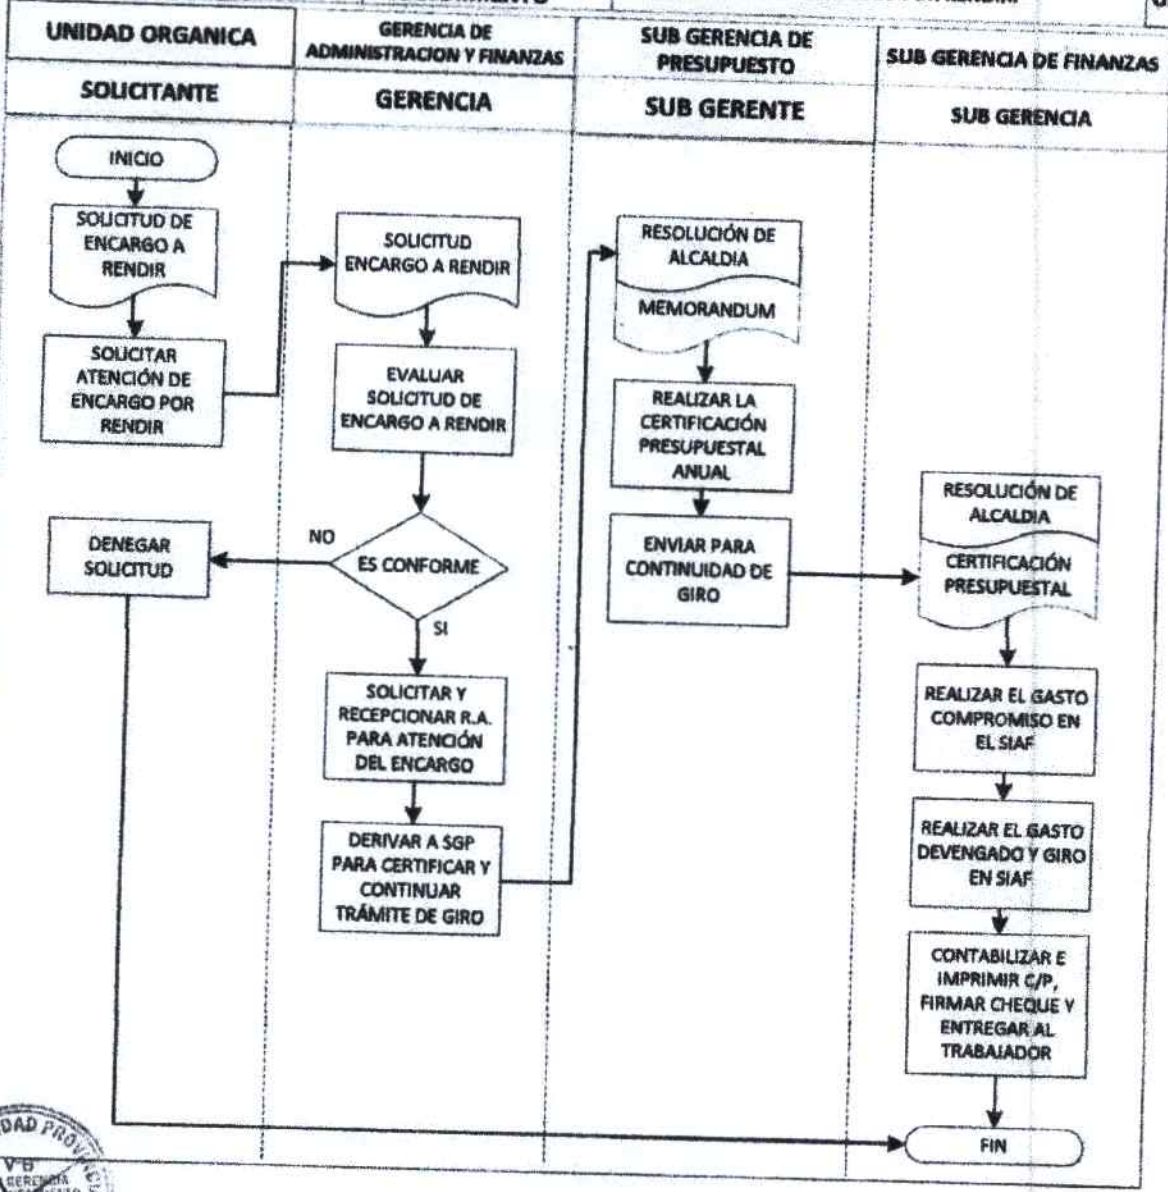 UNIDAD ORGANICA
GERENCIA DE
ADMINISTRACION Y FINANZAS
SUB GERENCIA DE
PRESUPUESTO
SUB GERENCIA DE FINANZAS
SOLICITANTE
GERENCIA
SUB GERENTE
SUB GERENCIA
INICIO
SOLICITUD DE
ENCARGO A
RENDIR
SOLICITAR
ATENCIÓN DE
ENCARGO POR
RENDIR
DENEGAR
SOLICITUD
SOLICITUD
ENCARGO A RENDIR
EVALUAR
SOLICITUD DE
ENCARGO A RENDIR
NO
ES CONFORME
SI
SOLICITAR Y
RECEPCIONAR R.A.
PARA ATENCIÓN
DEL ENCARGO
DERIVAR A SGP
PARA CERTIFICAR Y
CONTINUAR
TRÁMITE DE GIRO
RESOLUCIÓN DE
ALCALDIA
MEMORANDUM
REALIZAR LA
CERTIFICACIÓN
PRESUPUESTAL
ANUAL
ENVIAR PARA
CONTINUIDAD DE
GIRO
RESOLUCIÓN DE
ALCALDIA
CERTIFICACIÓN
PRESUPUESTAL
REALIZAR EL GASTO
COMPROMISO EN
EL SIAF
REALIZAR EL GASTO
DEVENGADO Y GIRO
EN SIAF
CONTABILIZAR E
IMPRIMIR C/P,
FIRMAR CHEQUE Y
ENTREGAR AL
TRABAJADOR
FIN